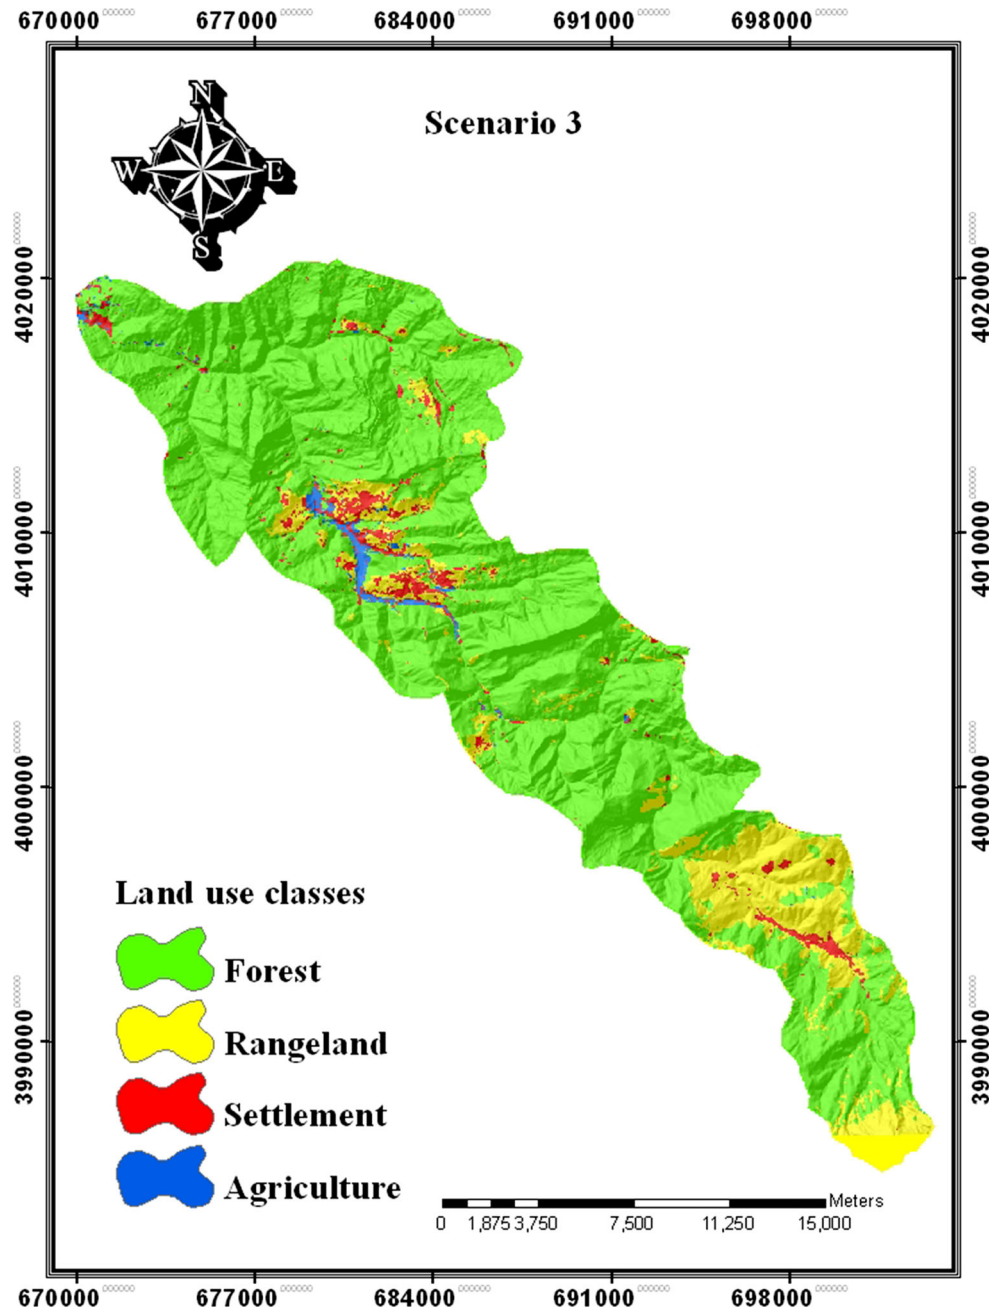 670000 677000 684000 691000 698000
N
W E
S
Scenario 3
4020000 4020000
4010000 4010000
4000000 4000000
3990000 3990000
Land use classes
Forest
Rangeland
Settlement
Agriculture
Meters
0 1,875 3,750 7,500 11,250 15,000
670000 677000 684000 691000 698000